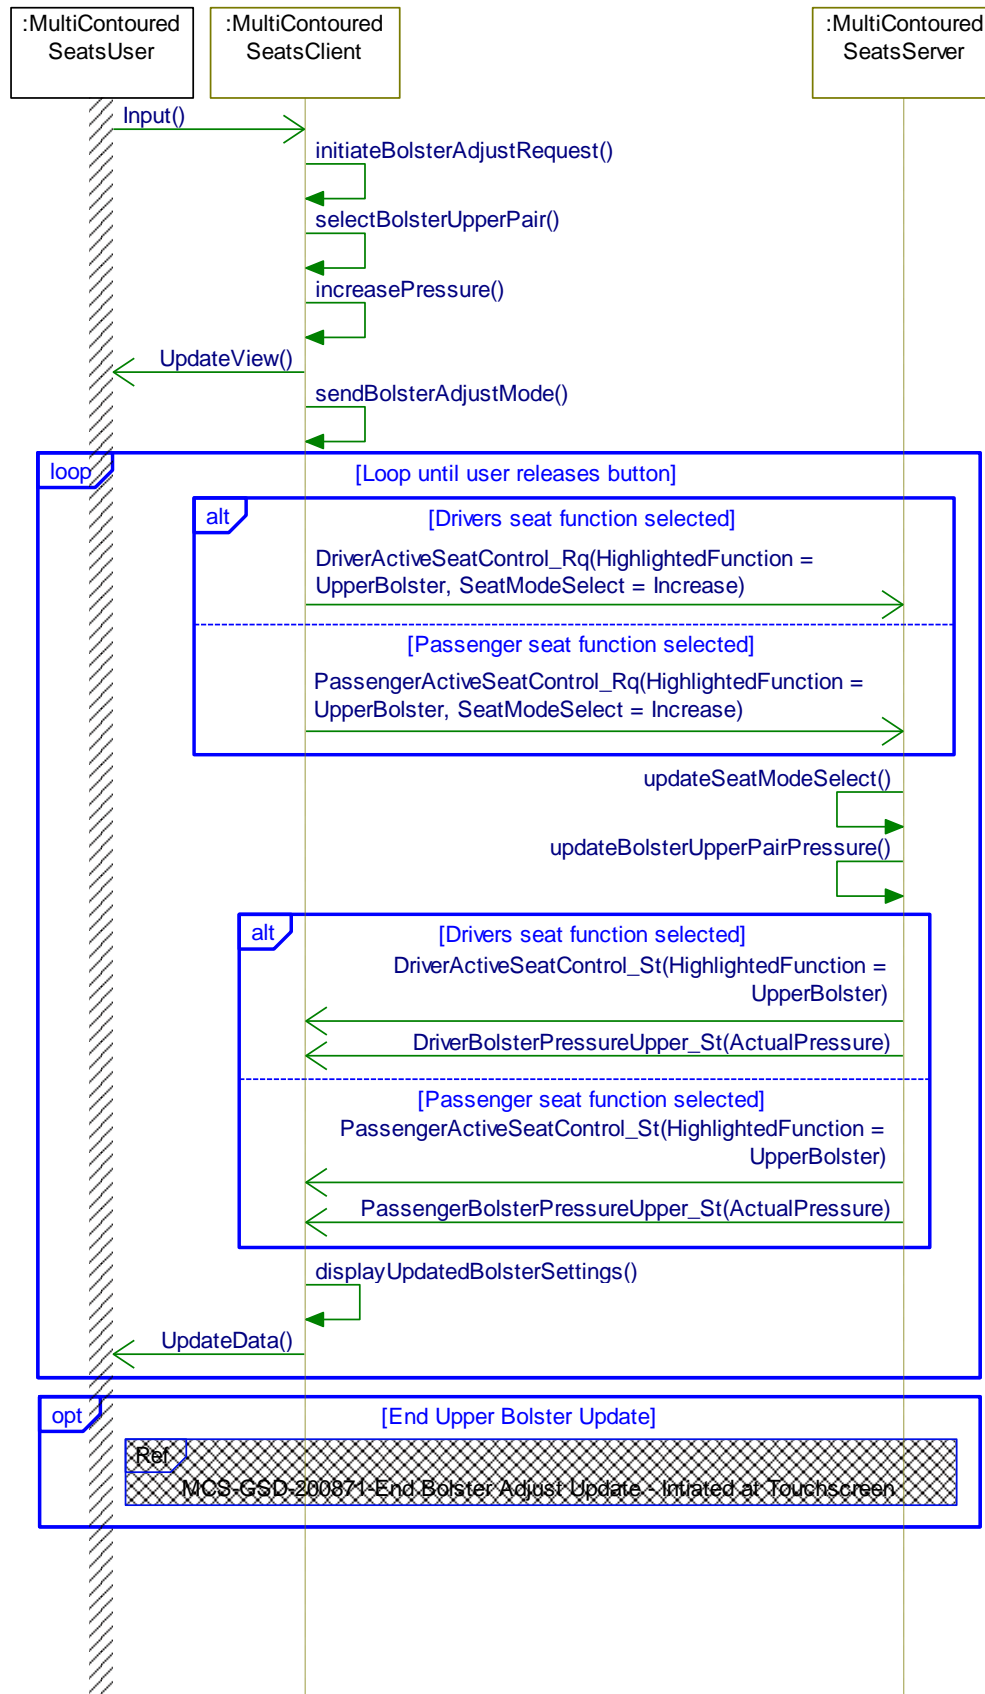 :MultiContoured
SeatsUser
:MultiContoured
SeatsClient
:MultiContoured
SeatsServer
Input()
initiateBolsterAdjustRequest()
selectBolsterUpperPair()
increasePressure()
UpdateView()
sendBolsterAdjustMode()
loop
[Loop until user releases button]
alt
[Drivers seat function selected]
DriverActiveSeatControl_Rq(HighlightedFunction =
UpperBolster, SeatModeSelect = Increase)
[Passenger seat function selected]
PassengerActiveSeatControl_Rq(HighlightedFunction =
UpperBolster, SeatModeSelect = Increase)
updateSeatModeSelect()
updateBolsterUpperPairPressure()
alt
[Drivers seat function selected]
DriverActiveSeatControl_St(HighlightedFunction =
UpperBolster)
DriverBolsterPressureUpper_St(ActualPressure)
[Passenger seat function selected]
PassengerActiveSeatControl_St(HighlightedFunction =
UpperBolster)
PassengerBolsterPressureUpper_St(ActualPressure)
displayUpdatedBolsterSettings()
UpdateData()
opt
[End Upper Bolster Update]
Ref
MCS-GSD-200871-End Bolster Adjust Update - Intiated at Touchscreen